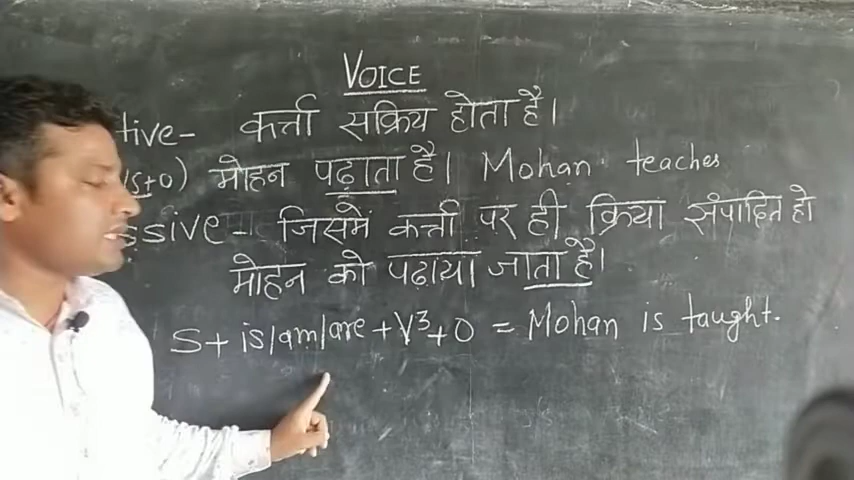 VOICE
tive- कर्त्ता सक्रिय होता है।
s+o) मोहन पढ़ाता है। Mohan teaches
ssive- जिसमें कर्त्ता पर ही क्रिया संपादित हो
मोहन को पढ़ाया जाता है।
S+ is/am/are +V³+O = Mohan is taught.